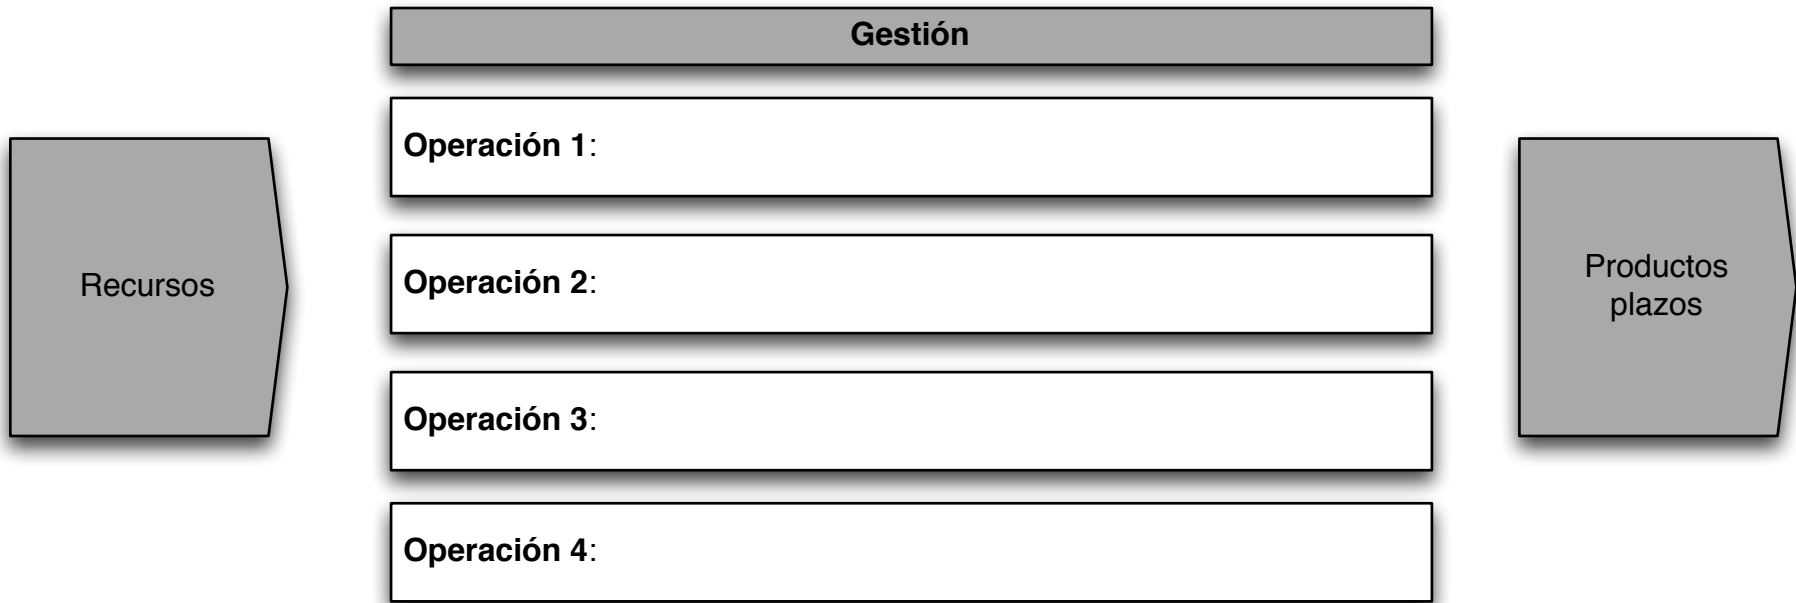 Gestión
Operación 1:
Recursos
Operación 2:
Productos
plazos
Operación 3:
Operación 4: